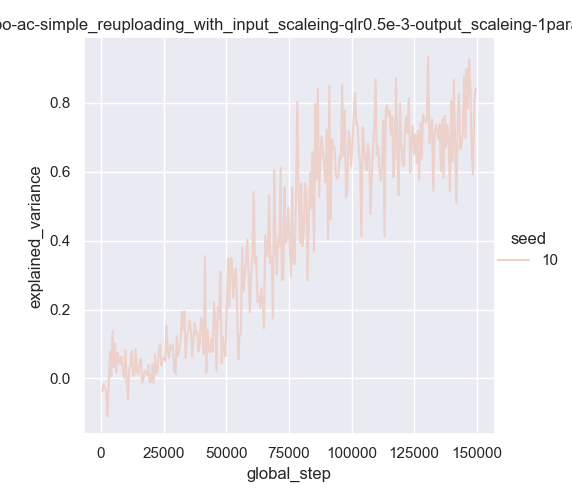 oo-ac-simple_reuploading_with_input_scaleing-qlr0.5e-3-output_scaleing-1para
explained_variance
0.8
0.6
0.4
0.2
0.0
0 25000 50000 75000 100000 125000 150000
global_step
seed
10